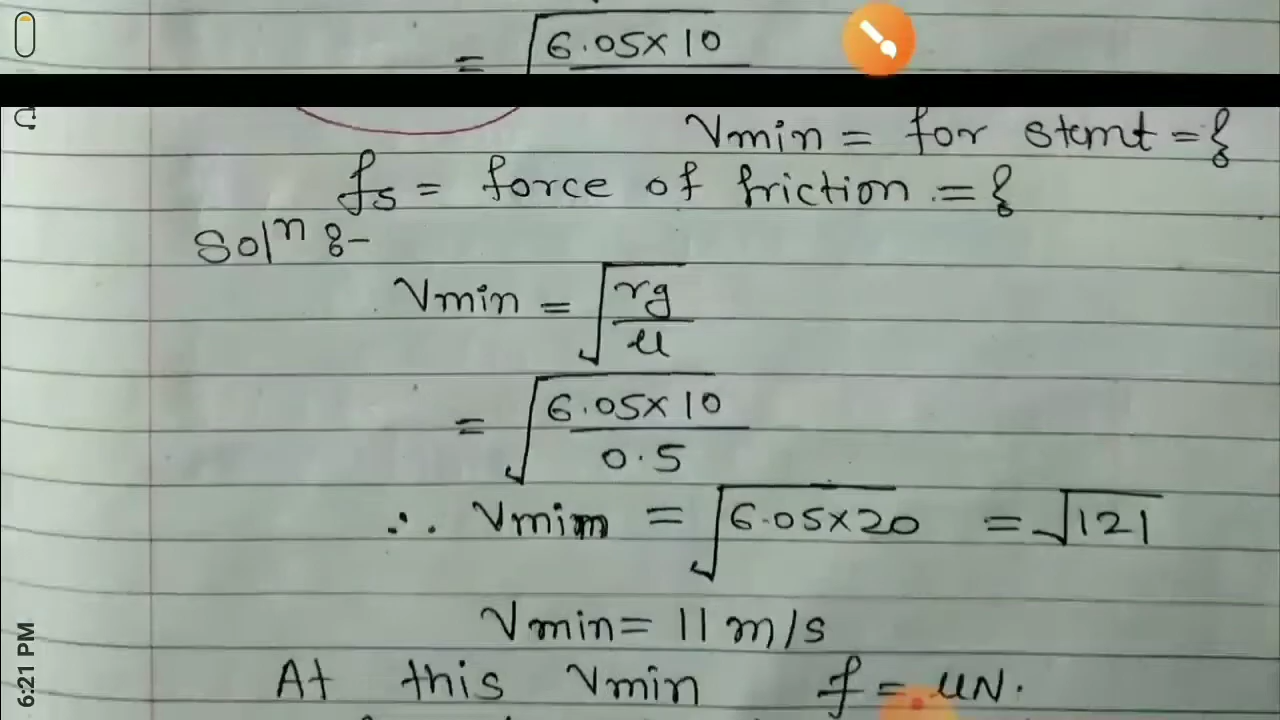 = √6.05×10
Vmin = for stmt = {
fs = force of friction = {
Solⁿ :-
Vmin = √rg/μ
= √6.05×10/0.5
∴ Vmim = √6.05×20 = √121
Vmin = 11 m/s
At this Vmin f = μN.
6:21 PM